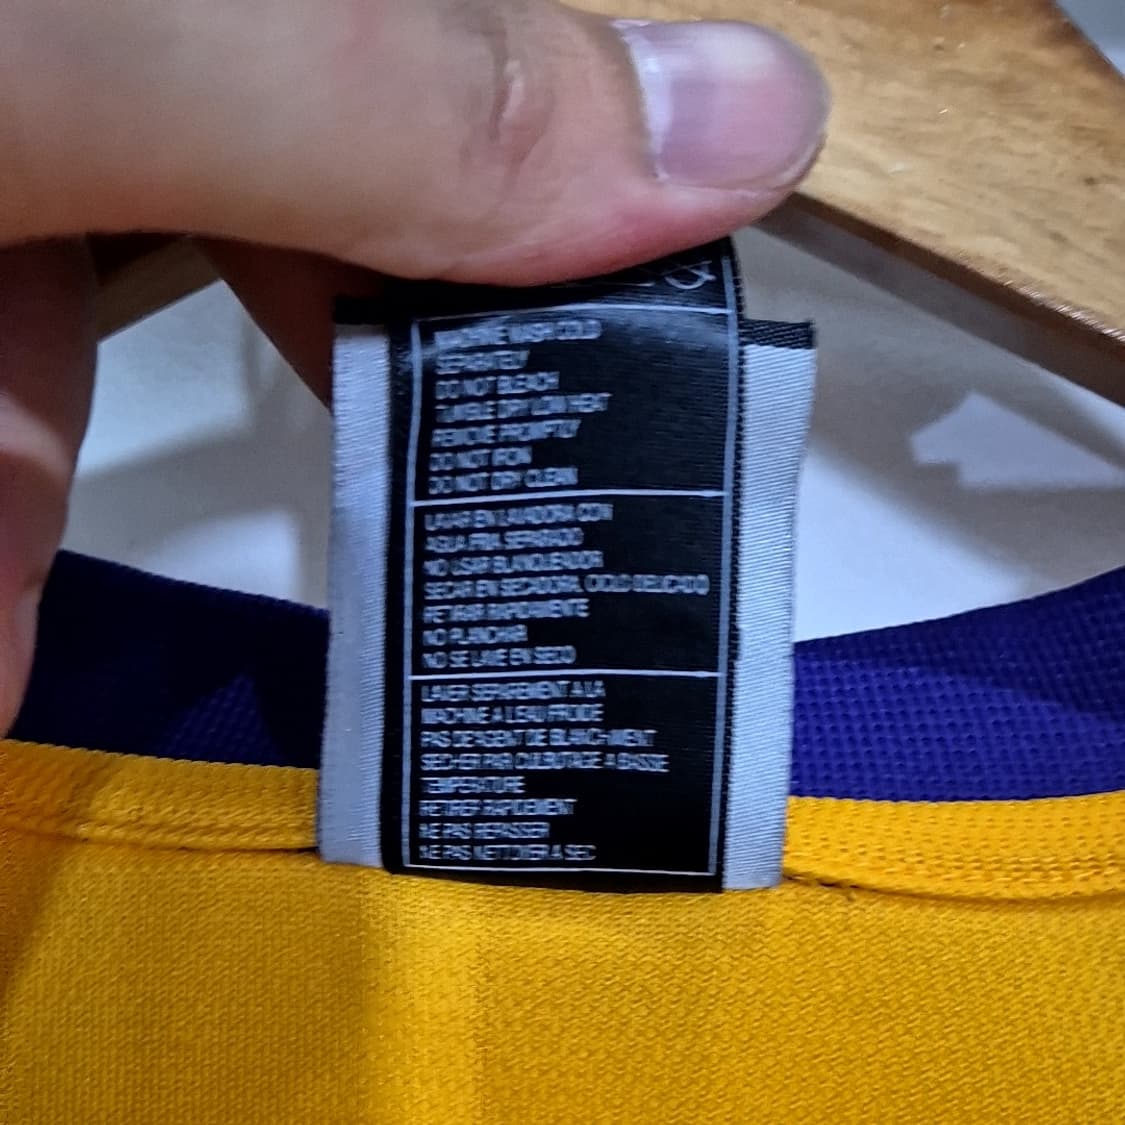 MACHINE WASH COLD
SEPARATELY
DO NOT BLEACH
TUMBLE DRY LOW HEAT
REMOVE PROMPTLY
DO NOT IRON
DO NOT DRY CLEAN
LAVAR EN LAVADORA CON
AGUA FRIA, SEPARADO
NO USAR BLANQUEADOR
SECAR EN SECADORA, CICLO DELICADO
RETIRAR RAPIDAMENTE
NO PLANCHAR
NO SE LAVE EN SECO
LAVER SEPAREMENT A LA
MACHINE A L'EAU FROIDE
PAS DE AGENT DE BLANCHIMENT
SECHER PAR CULBUTAGE A BASSE
TEMPERATURE
RETIRER RAPIDEMENT
NE PAS REPASSER
NE PAS NETTOYER A SEC